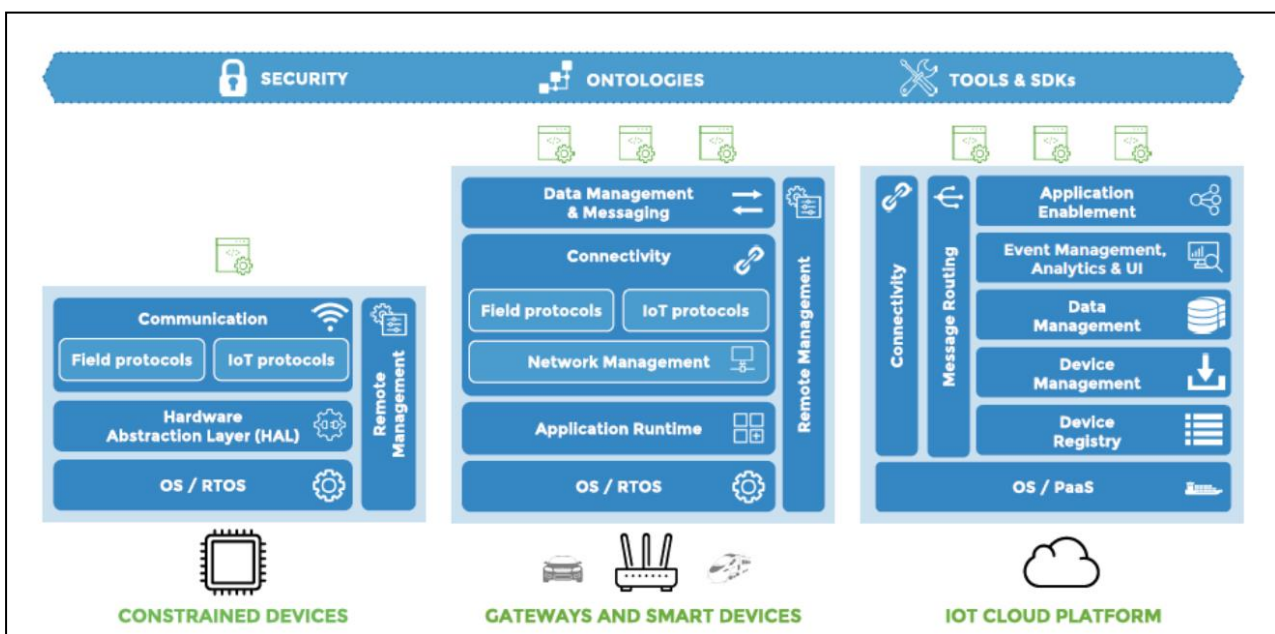 SECURITY
ONTOLOGIES
TOOLS & SDKs
Communication
Field protocols
IoT protocols
Hardware
Abstraction Layer (HAL)
OS / RTOS
Remote
Management
CONSTRAINED DEVICES
Data Management
& Messaging
Connectivity
Field protocols
IoT protocols
Network Management
Application Runtime
OS / RTOS
Remote Management
GATEWAYS AND SMART DEVICES
Connectivity
Message Routing
Application
Enablement
Event Management,
Analytics & UI
Data
Management
Device
Management
Device
Registry
OS / PaaS
IOT CLOUD PLATFORM